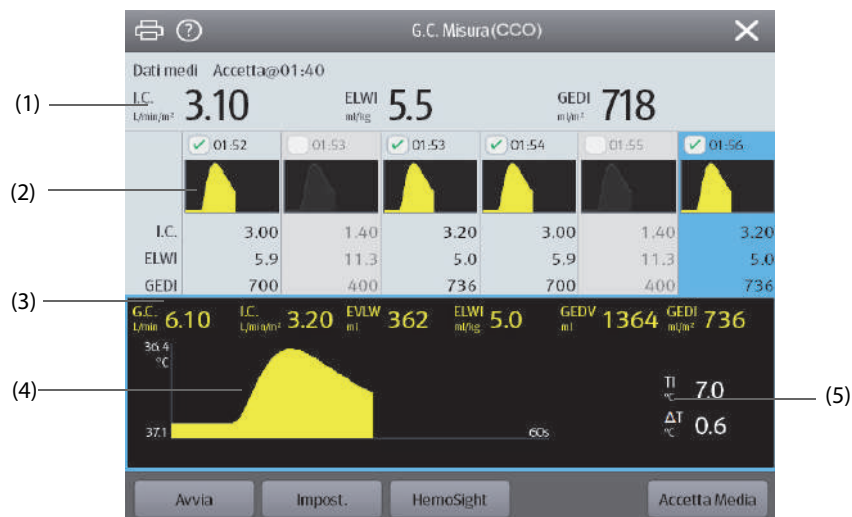 G.C. Misura(CCO)
Dati medi Accetta@01:40
(1)
I.C. L/min/m² 3.10 ELWI ml/kg 5.5 GEDI ml/m² 718
01:52 01:53 01:53 01:54 01:55 01:56
(2)
I.C. 3.00 1.40 3.20 3.00 1.40 3.20
ELWI 5.9 11.3 5.0 5.9 11.3 5.0
GEDI 700 400 736 700 400 736
(3)
G.C. L/min 6.10 I.C. L/min/m² 3.20 EVLW ml 362 ELWI ml/kg 5.0 GEDV ml 1364 GEDI ml/m² 736
36.4
°C
(4)
TI °C 7.0
(5)
ΔT °C 0.6
37.1
60s
Avvia Impost. HemoSight Accetta Media